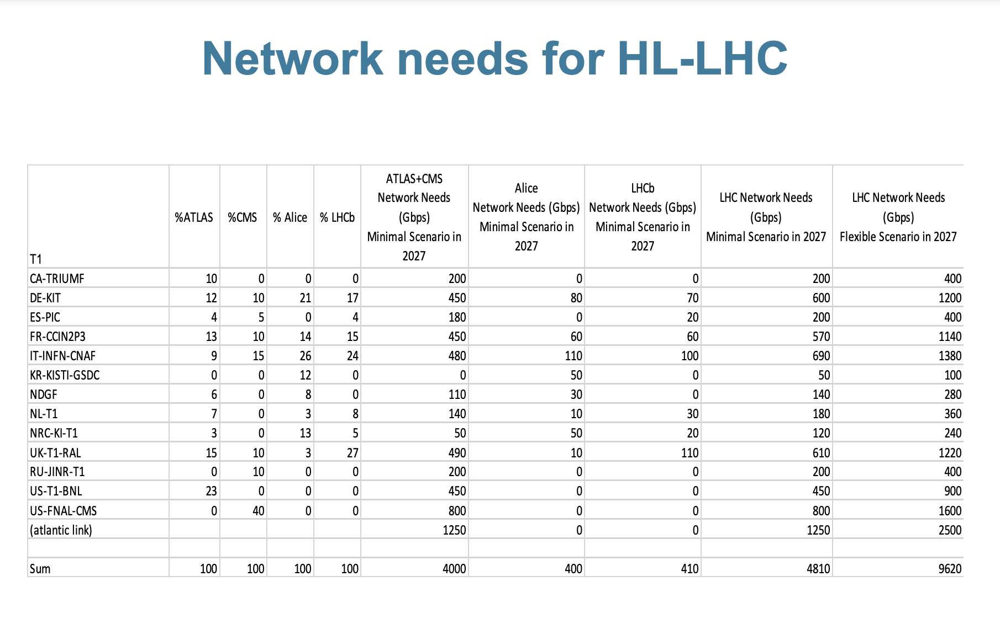 Network needs for HL-LHC
T1 %ATLAS %CMS % Alice % LHCb ATLAS+CMS Network Needs (Gbps) Minimal Scenario in 2027 Alice Network Needs (Gbps) Minimal Scenario in 2027 LHCb Network Needs (Gbps) Minimal Scenario in 2027 LHC Network Needs (Gbps) Minimal Scenario in 2027 LHC Network Needs (Gbps) Flexible Scenario in 2027
CA-TRIUMF 10 0 0 0 200 0 0 200 400
DE-KIT 12 10 21 17 450 80 70 600 1200
ES-PIC 4 5 0 4 180 0 20 200 400
FR-CCIN2P3 13 10 14 15 450 60 60 570 1140
IT-INFN-CNAF 9 15 26 24 480 110 100 690 1380
KR-KISTI-GSDC 0 0 12 0 0 50 0 50 100
NDGF 6 0 8 0 110 30 0 140 280
NL-T1 7 0 3 8 140 10 30 180 360
NRC-KI-T1 3 0 13 5 50 50 20 120 240
UK-T1-RAL 15 10 3 27 490 10 110 610 1220
RU-JINR-T1 0 10 0 0 200 0 0 200 400
US-T1-BNL 23 0 0 0 450 0 0 450 900
US-FNAL-CMS 0 40 0 0 800 0 0 800 1600
(atlantic link) 1250 0 0 1250 2500
Sum 100 100 100 100 4000 400 410 4810 9620